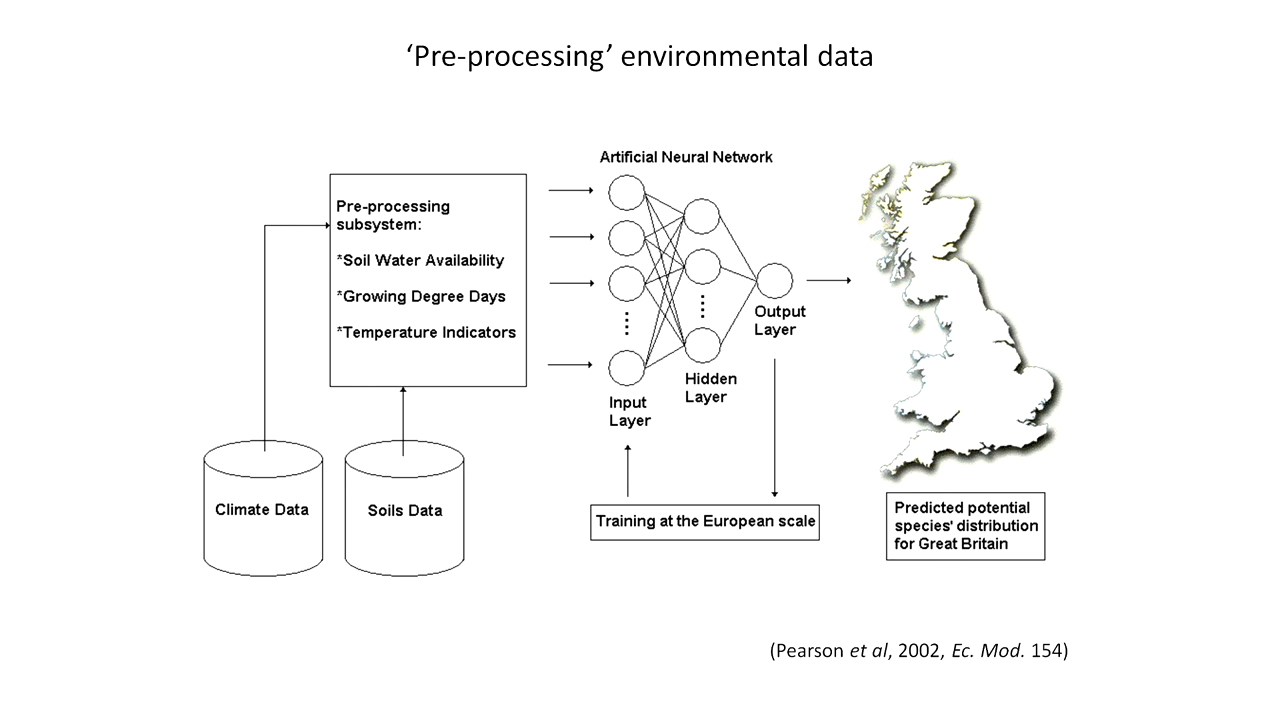 ‘Pre-processing’ environmental data
Artificial Neural Network
Pre-processing
subsystem:
*Soil Water Availability
*Growing Degree Days
*Temperature Indicators
Output
Layer
Hidden
Layer
Input
Layer
Climate Data
Soils Data
Training at the European scale
Predicted potential
species' distribution
for Great Britain
(Pearson et al, 2002, Ec. Mod. 154)